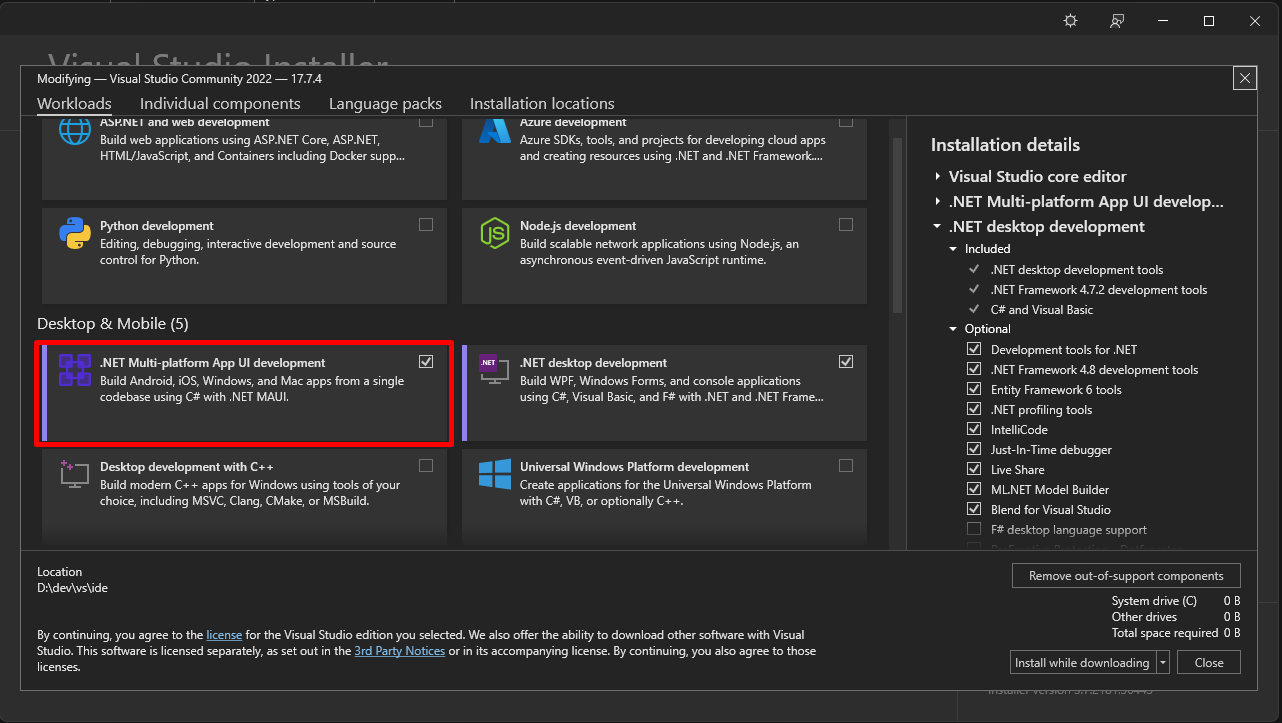 Visual Studio Installer
Modifying — Visual Studio Community 2022 — 17.7.4
Workloads
Individual components
Language packs
Installation locations
ASP.NET and web development
Build web applications using ASP.NET Core, ASP.NET,
HTML/JavaScript, and Containers including Docker supp...
Azure development
Azure SDKs, tools, and projects for developing cloud apps
and creating resources using .NET and .NET Framework....
Python development
Editing, debugging, interactive development and source
control for Python.
JS
Node.js development
Build scalable network applications using Node.js, an
asynchronous event-driven JavaScript runtime.
Desktop & Mobile (5)
.NET Multi-platform App UI development
Build Android, iOS, Windows, and Mac apps from a single
codebase using C# with .NET MAUI.
.NET
.NET desktop development
Build WPF, Windows Forms, and console applications
using C#, Visual Basic, and F# with .NET and .NET Frame...
Desktop development with C++
Build modern C++ apps for Windows using tools of your
choice, including MSVC, Clang, CMake, or MSBuild.
Universal Windows Platform development
Create applications for the Universal Windows Platform
with C#, VB, or optionally C++.
Installation details
Visual Studio core editor
.NET Multi-platform App UI develop...
.NET desktop development
Included
.NET desktop development tools
.NET Framework 4.7.2 development tools
C# and Visual Basic
Optional
Development tools for .NET
.NET Framework 4.8 development tools
Entity Framework 6 tools
.NET profiling tools
IntelliCode
Just-In-Time debugger
Live Share
ML.NET Model Builder
Blend for Visual Studio
F# desktop language support
Location
D:\dev\vs\ide
By continuing, you agree to the license for the Visual Studio edition you selected. We also offer the ability to download other software with Visual
Studio. This software is licensed separately, as set out in the 3rd Party Notices or in its accompanying license. By continuing, you also agree to those
licenses.
Remove out-of-support components
System drive (C) 0 B
Other drives 0 B
Total space required 0 B
Install while downloading
Close